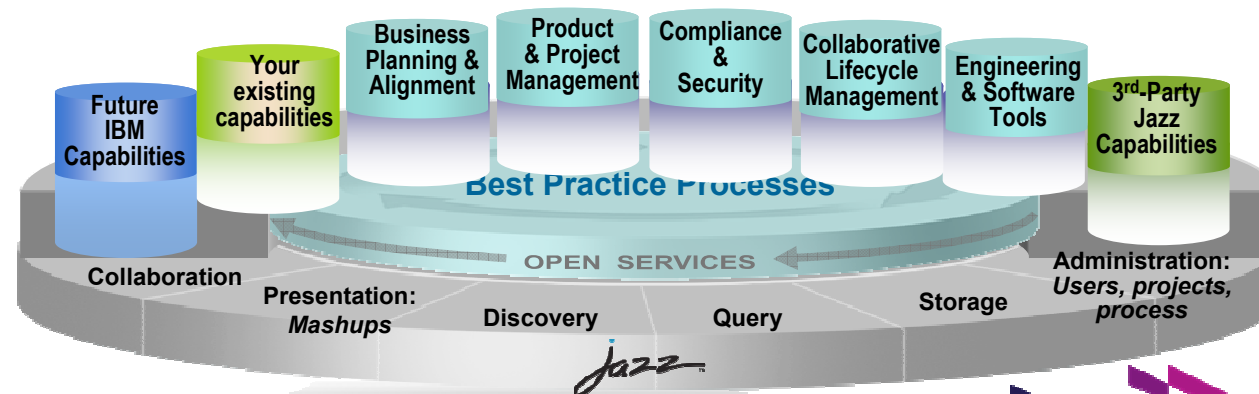 Future
IBM
Capabilities
Your
existing
capabilities
Business
Planning &
Alignment
Product
& Project
Management
Compliance
&
Security
Collaborative
Lifecycle
Management
Engineering
& Software
Tools
3rd-Party
Jazz
Capabilities
Best Practice Processes
OPEN SERVICES
Collaboration
Presentation:
Mashups
Discovery
Query
Storage
Administration:
Users, projects,
process
jazz